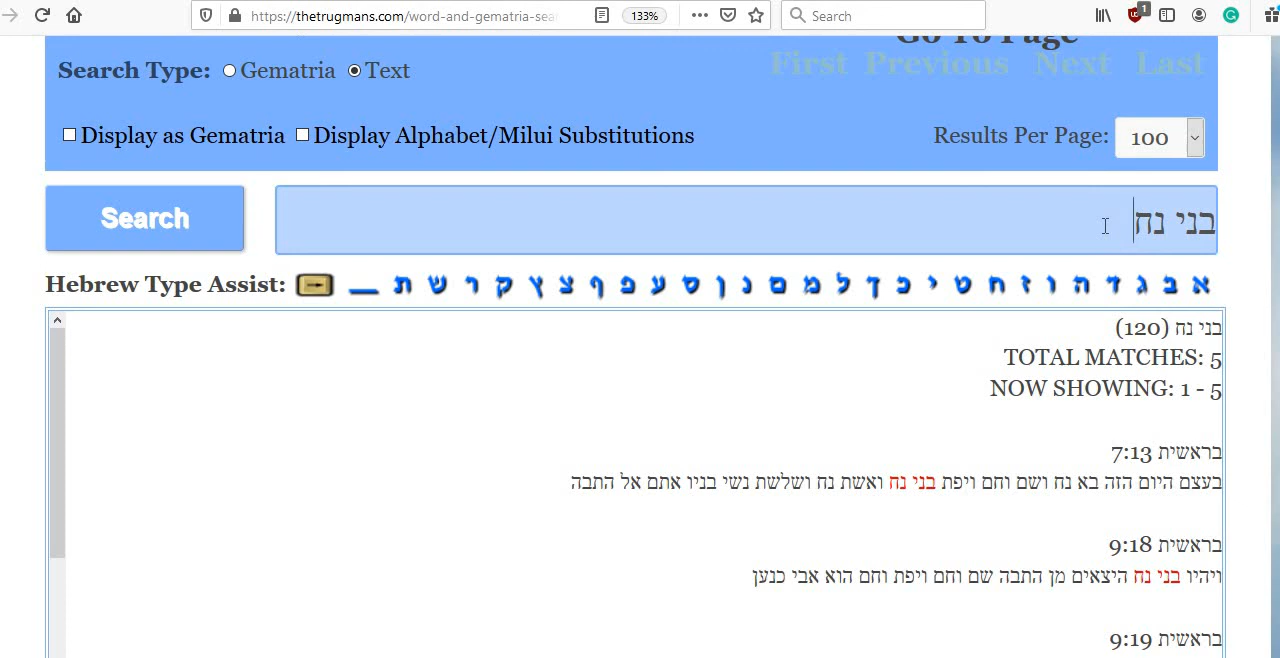 https://thetrugmans.com/word-and-gematria-sea
133%
Search
1
Go To Page
Search Type: Gematria Text
First Previous Next Last
Display as Gematria Display Alphabet/Milui Substitutions
Results Per Page: 100
Search
בני נח
Hebrew Type Assist:
א ב ג ד ה ו ז ח ט י כ ך ל מ ם נ ן ס ע פ ף צ ץ ק ר ש ת
בני נח (120)
TOTAL MATCHES: 5
NOW SHOWING: 1 - 5
בראשית 7:13
בעצם היום הזה בא נח ושם וחם ויפת בני נח ואשת נח ושלשת נשי בניו אתם אל התבה
בראשית 9:18
ויהיו בני נח היצאים מן התבה שם וחם ויפת וחם הוא אבי כנען
בראשית 9:19